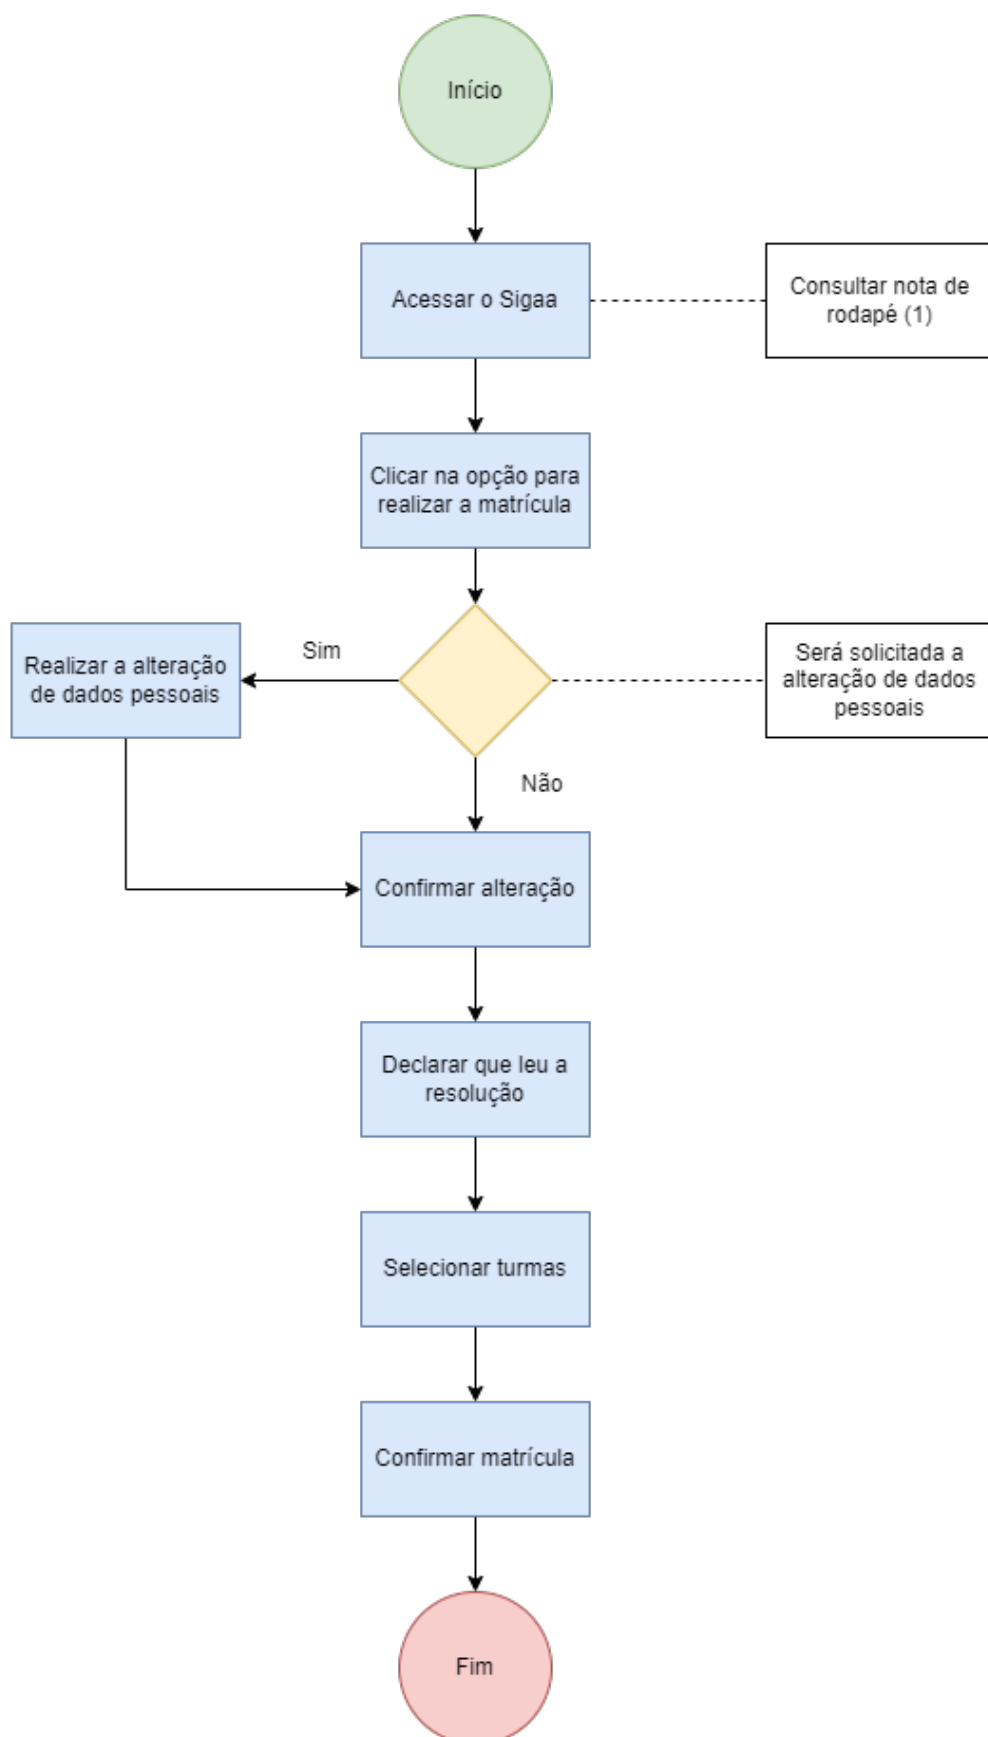 Início
Acessar o Sigaa
Consultar nota de
rodapé (1)
Clicar na opção para
realizar a matrícula
Realizar a alteração
de dados pessoais
Sim
Será solicitada a
alteração de dados
pessoais
Não
Confirmar alteração
Declarar que leu a
resolução
Selecionar turmas
Confirmar matrícula
Fim